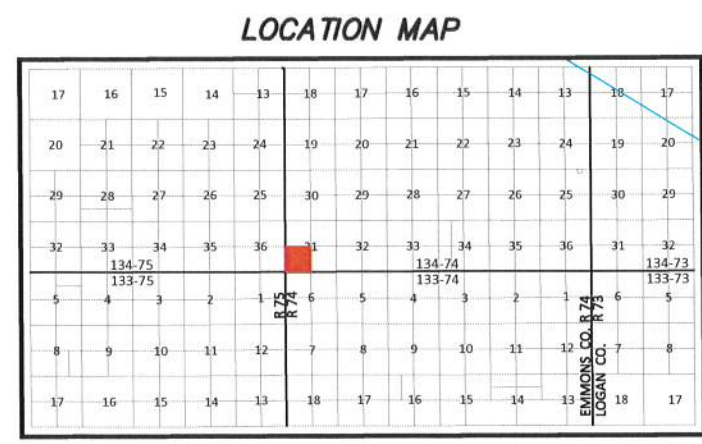 LOCATION MAP
17 16 15 14 13 18 17 16 15 14 13 18 17
20 21 22 23 24 19 20 21 22 23 24 19 20
29 28 27 26 25 30 29 28 27 26 25 30 29
32 33 34 35 36 31 32 33 34 35 36 31 32
134-75 134-74 134-73
133-75 133-74 133-73
5 4 3 2 1 6 5 4 3 2 1 6 5
R 75
R 74
R 74
R 73
8 9 10 11 12 7 8 9 10 11 12 7 8
17 16 15 14 13 18 17 16 15 14 13 18 17
EMMONS CO.
LOGAN CO.